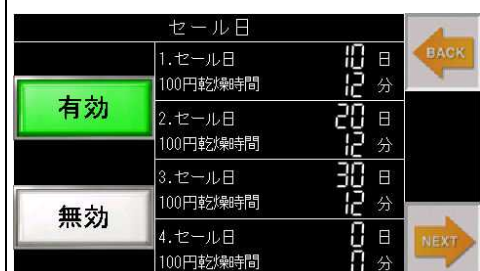 セール日
BACK
有効
1.セール日 10 日
100円乾燥時間 12 分
2.セール日 20 日
100円乾燥時間 12 分
3.セール日 30 日
100円乾燥時間 12 分
無効
4.セール日 0 日
100円乾燥時間 0 分
NEXT